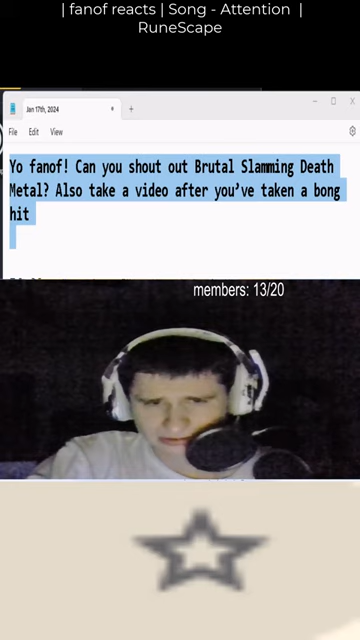 | fanof reacts | Song - Attention |
RuneScape
Jan 17th, 2024
File Edit View
Yo fanof! Can you shout out Brutal Slamming Death
Metal? Also take a video after you’ve taken a bong
hit
members: 13/20